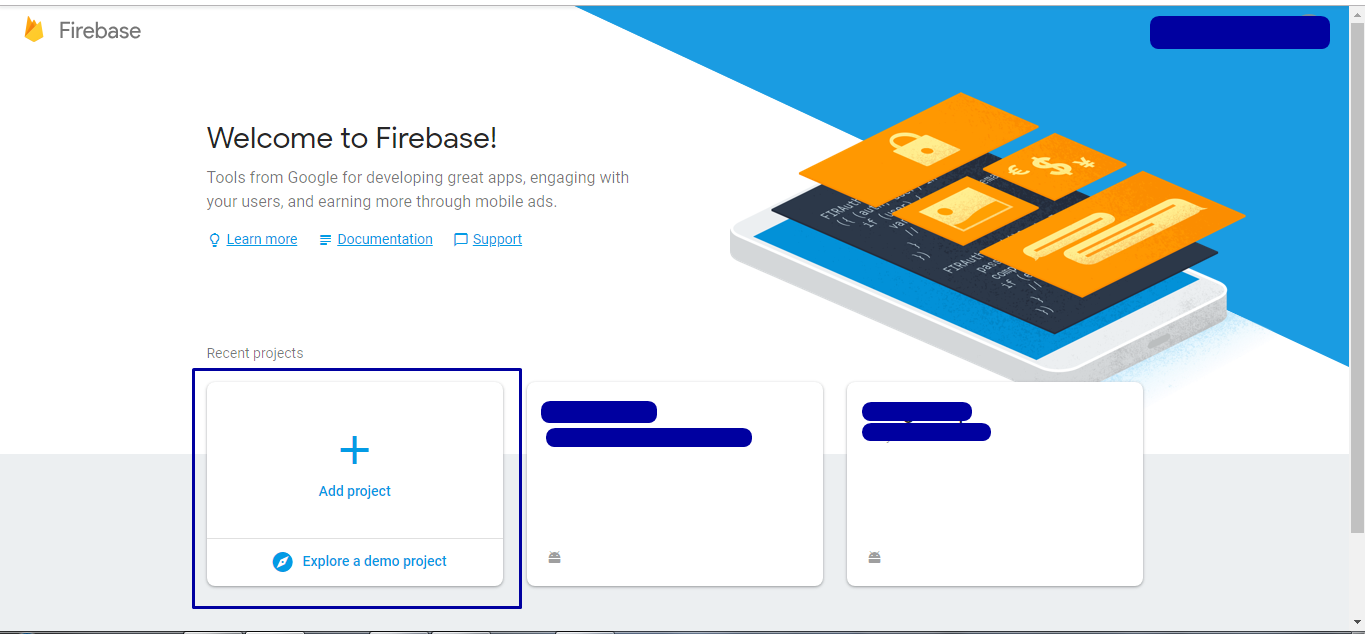 Firebase
Welcome to Firebase!
Tools from Google for developing great apps, engaging with
your users, and earning more through mobile ads.
Learn more Documentation Support
Recent projects
Add project
Explore a demo project